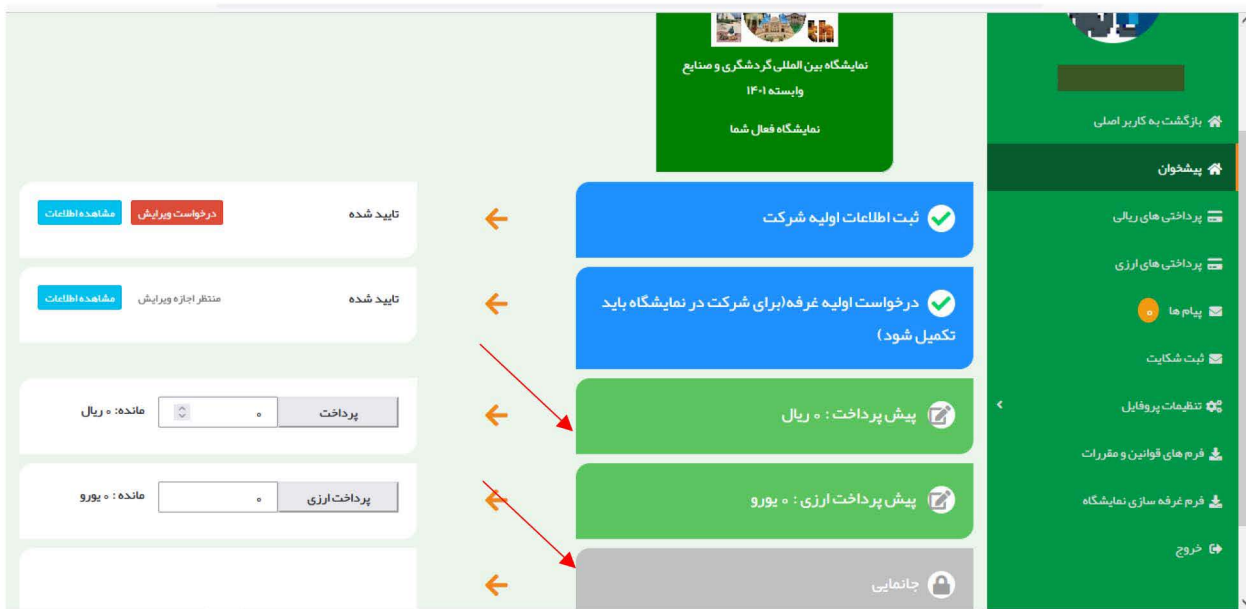 th
نمایشگاه بین المللی گردشگری و صنایع
وابسته ۱۴۰۱
نمایشگاه فعال شما
بازگشت به کاربر اصلی
پیشخوان
پرداختی های ریالی
پرداختی های ارزی
پیام ها ۰
ثبت شکایت
تنظیمات پروفایل
فرم های قوانین و مقررات
فرم غرفه سازی نمایشگاه
خروج
ثبت اطلاعات اولیه شرکت
تایید شده درخواست ویرایش مشاهده اطلاعات
درخواست اولیه غرفه(برای شرکت در نمایشگاه باید
تکمیل شود)
تایید شده منتظر اجازه ویرایش مشاهده اطلاعات
پیش پرداخت : ۰ ریال
پرداخت ۰ مانده: ۰ ریال
پیش پرداخت ارزی : ۰ یورو
پرداخت ارزی ۰ مانده : ۰ یورو
جانمایی